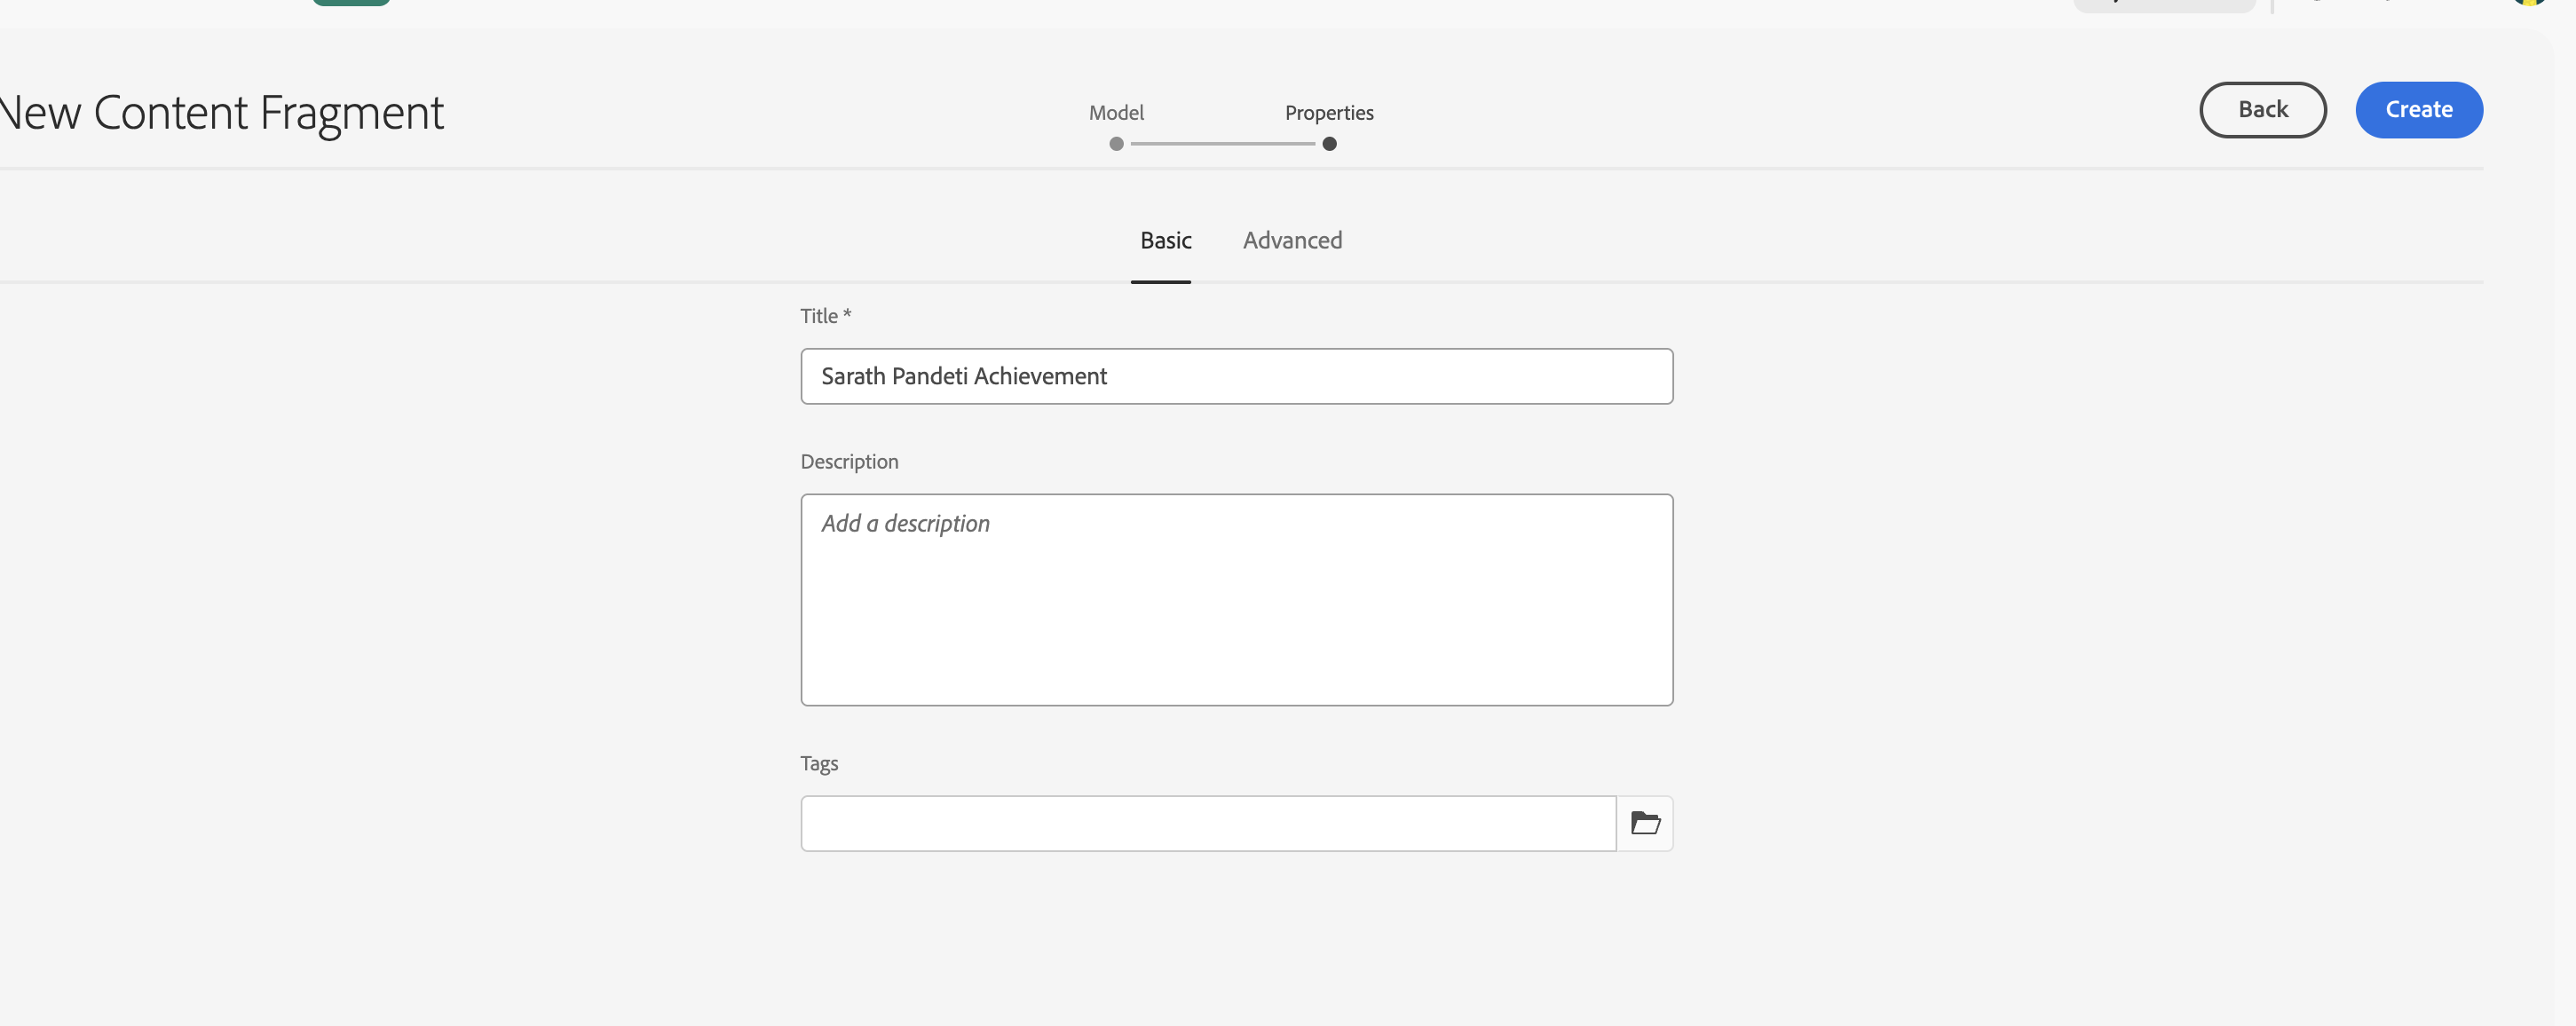 New Content Fragment
Model
Properties
Back
Create
Basic
Advanced
Title *
Sarath Pandeti Achievement
Description
Add a description
Tags